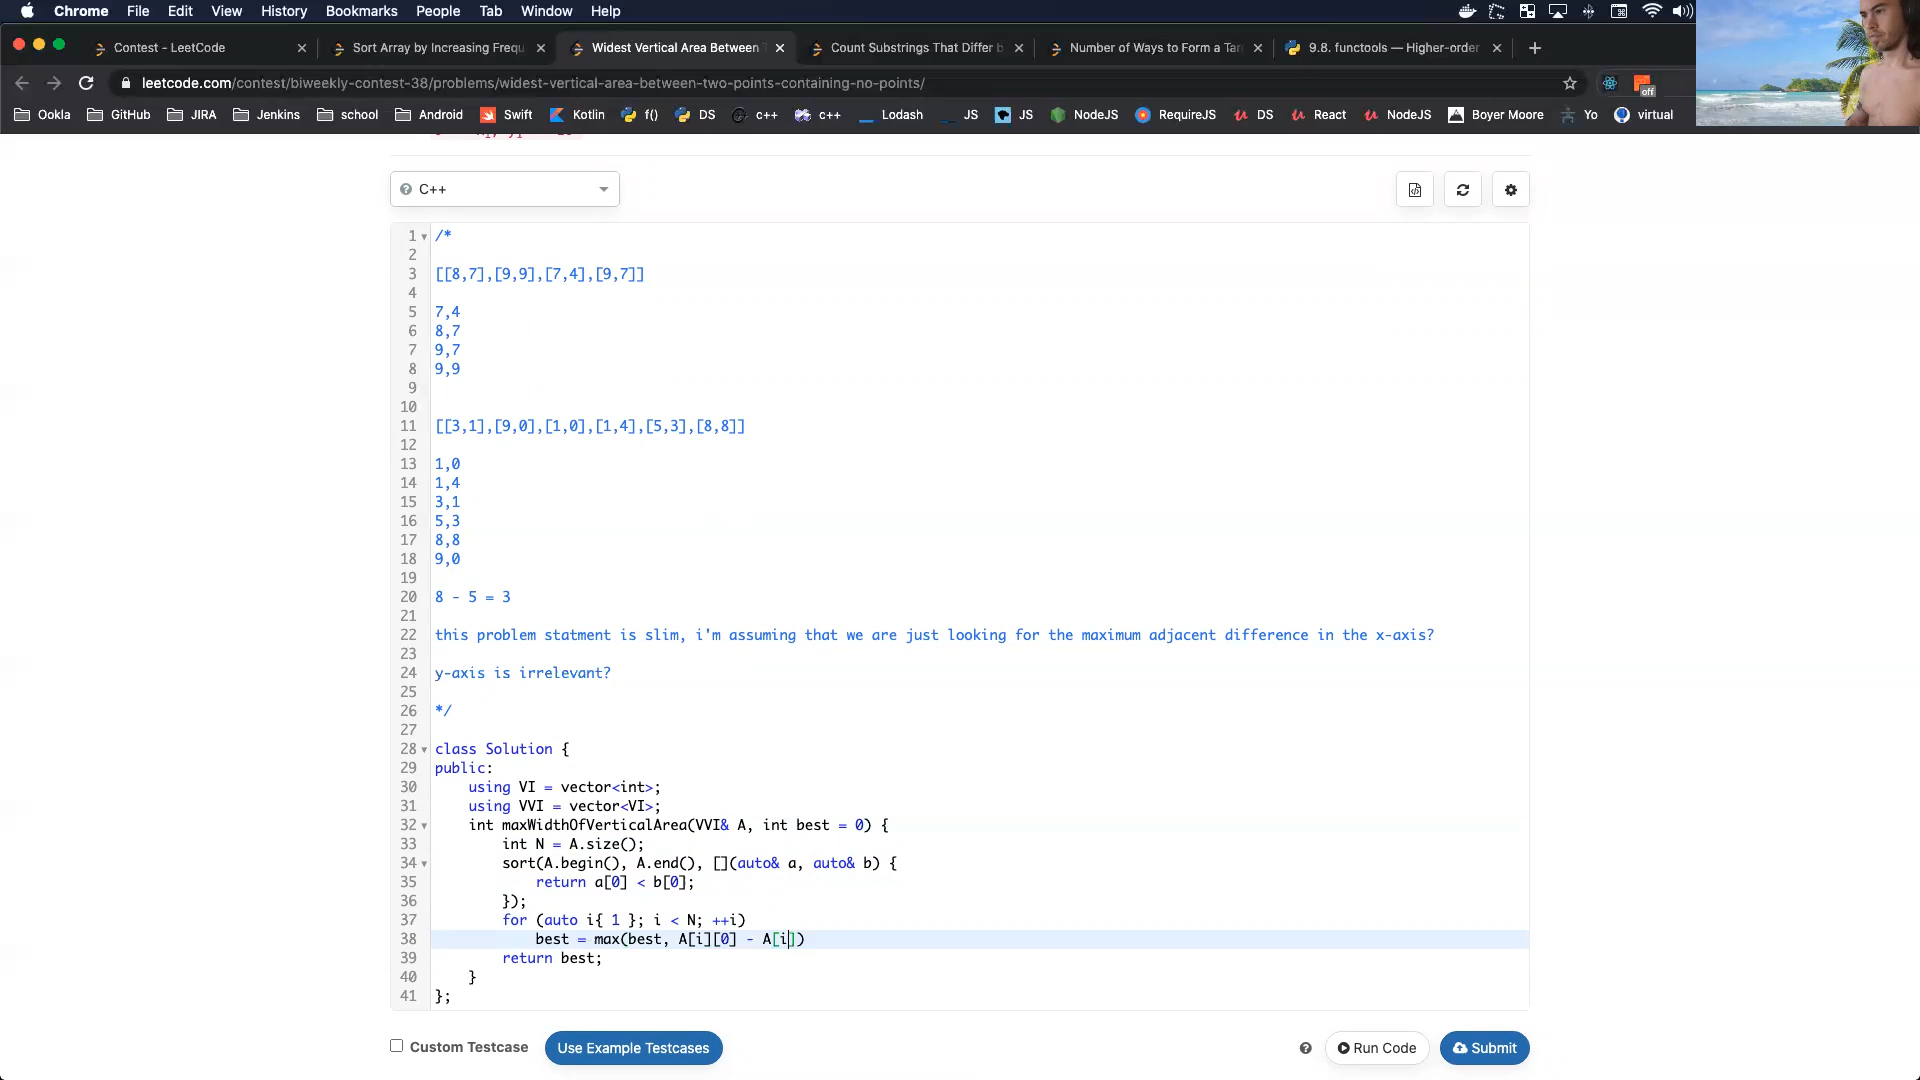 Chrome File Edit View History Bookmarks People Tab Window Help
Contest - LeetCode
Sort Array by Increasing Frequ
Widest Vertical Area Between T
Count Substrings That Differ b
Number of Ways to Form a Tar
9.8. functools — Higher-order
leetcode.com/contest/biweekly-contest-38/problems/widest-vertical-area-between-two-points-containing-no-points/
off
Ookla GitHub JIRA Jenkins school Android Swift Kotlin f() DS c++ c++ Lodash JS JS NodeJS RequireJS DS React NodeJS Boyer Moore Yo virtual
C++
1 /*
2
3 [[8,7],[9,9],[7,4],[9,7]]
4
5 7,4
6 8,7
7 9,7
8 9,9
9
10
11 [[3,1],[9,0],[1,0],[1,4],[5,3],[8,8]]
12
13 1,0
14 1,4
15 3,1
16 5,3
17 8,8
18 9,0
19
20 8 - 5 = 3
21
22 this problem statment is slim, i'm assuming that we are just looking for the maximum adjacent difference in the x-axis?
23
24 y-axis is irrelevant?
25
26 */
27
28 class Solution {
29 public:
30 using VI = vector<int>;
31 using VVI = vector<VI>;
32 int maxWidthOfVerticalArea(VVI& A, int best = 0) {
33 int N = A.size();
34 sort(A.begin(), A.end(), [](auto& a, auto& b) {
35 return a[0] < b[0];
36 });
37 for (auto i{ 1 }; i < N; ++i)
38 best = max(best, A[i][0] - A[i])
39 return best;
40 }
41 };
Custom Testcase
Use Example Testcases
Run Code
Submit